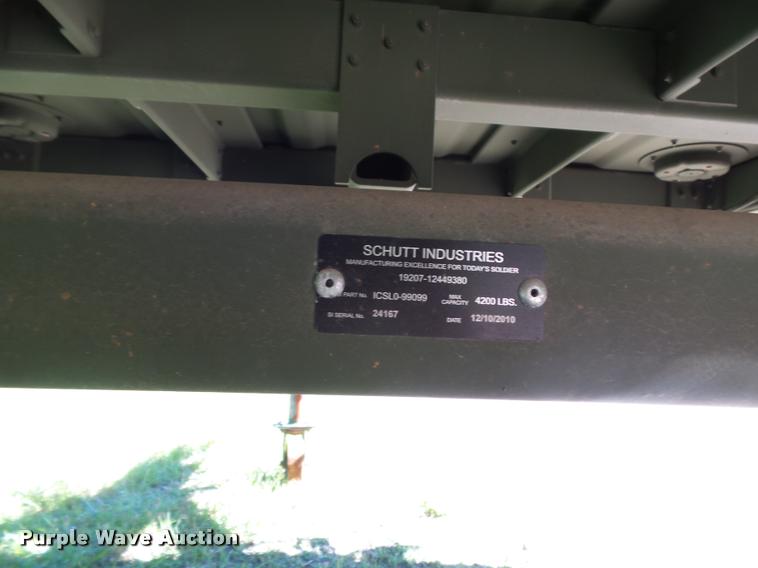 SCHUTT INDUSTRIES
MANUFACTURING EXCELLENCE FOR TODAY'S SOLDIER
19207-12449380
PART No. ICSL0-99099 MAX CAPACITY 4200 LBS.
SI SERIAL No. 24167 DATE 12/10/2010
Purple Wave Auction